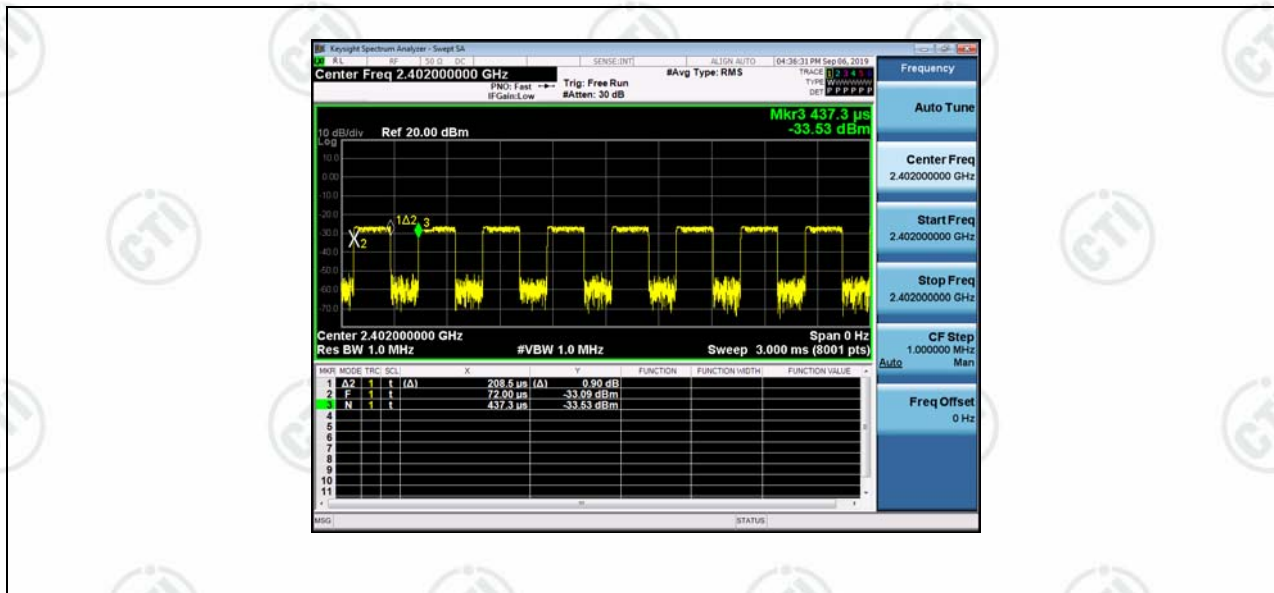 Keysight Spectrum Analyzer - Swept SA
RL RF 50 Ω DC SENSE:INT ALIGN AUTO 04:36:31 PM Sep 06, 2019
Center Freq 2.402000000 GHz #Avg Type: RMS TRACE 1 2 3 4 5 6
PNO: Fast Trig: Free Run TYPE
IFGain:Low #Atten: 30 dB DET P P P P P P
Mkr3 437.3 µs
10 dB/div Ref 20.00 dBm -33.53 dBm
Log
10.0
0.00
-10.0
-20.0
1Δ2 3
-30.0
2
-40.0
-50.0
-60.0
-70.0
Center 2.402000000 GHz Span 0 Hz
Res BW 1.0 MHz #VBW 1.0 MHz Sweep 3.000 ms (8001 pts)
MKR MODE TRC SCL X Y FUNCTION FUNCTION WIDTH FUNCTION VALUE
1 Δ2 1 t (Δ) 208.5 µs (Δ) 0.90 dB
2 F 1 t 72.00 µs -33.09 dBm
3 N 1 t 437.3 µs -33.53 dBm
4
5
6
7
8
9
10
11
MSG STATUS
Frequency
Auto Tune
Center Freq
2.402000000 GHz
Start Freq
2.402000000 GHz
Stop Freq
2.402000000 GHz
CF Step
1.000000 MHz
Auto Man
Freq Offset
0 Hz
CTI
CTI
CTI
CTI
CTI
CTI
CTI
CTI